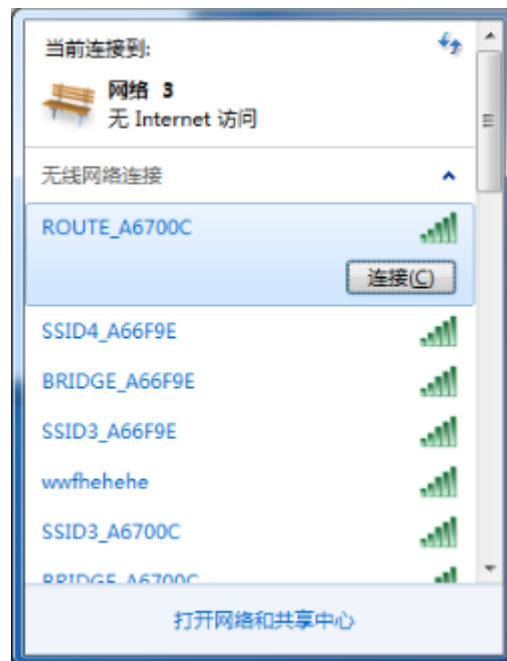 当前连接到:
网络 3
无 Internet 访问
无线网络连接
ROUTE_A6700C
连接(C)
SSID4_A66F9E
BRIDGE_A66F9E
SSID3_A66F9E
wwfhehehe
SSID3_A6700C
BRIDGE_A6700C
打开网络和共享中心